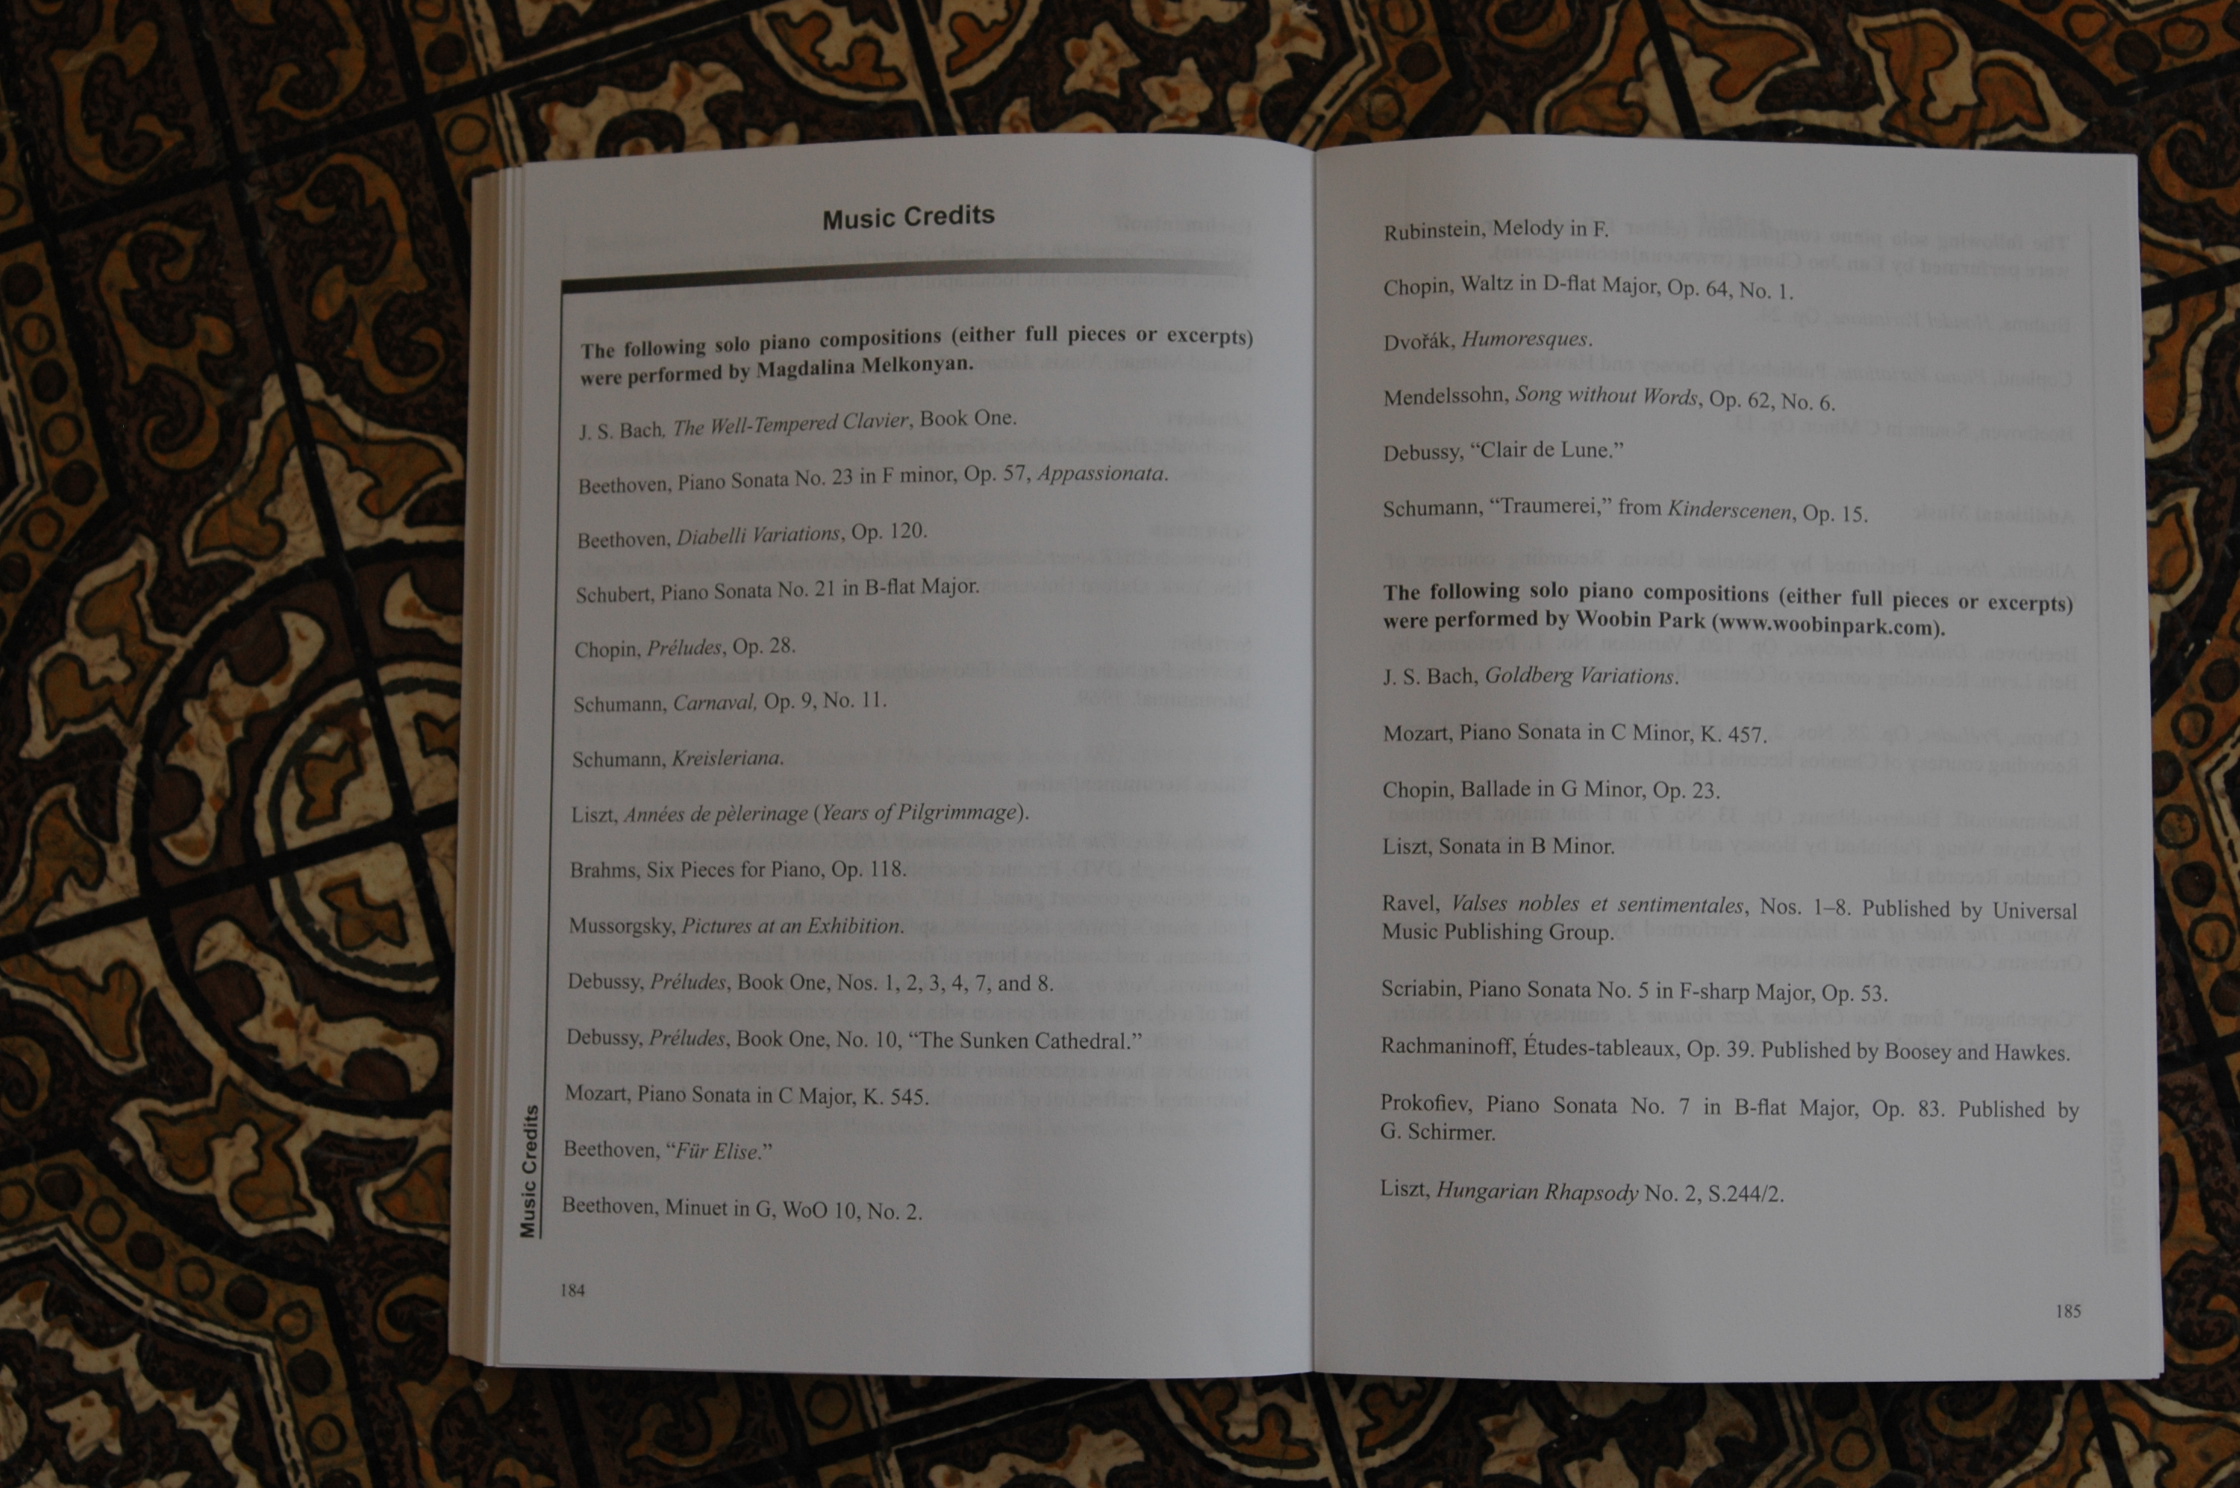 Music Credits
The following solo piano compositions (either full pieces or excerpts)
were performed by Magdalina Melkonyan.
J. S. Bach, The Well-Tempered Clavier, Book One.
Beethoven, Piano Sonata No. 23 in F minor, Op. 57, Appassionata.
Beethoven, Diabelli Variations, Op. 120.
Schubert, Piano Sonata No. 21 in B-flat Major.
Chopin, Préludes, Op. 28.
Schumann, Carnaval, Op. 9, No. 11.
Schumann, Kreisleriana.
Liszt, Années de pèlerinage (Years of Pilgrimmage).
Brahms, Six Pieces for Piano, Op. 118.
Mussorgsky, Pictures at an Exhibition.
Debussy, Préludes, Book One, Nos. 1, 2, 3, 4, 7, and 8.
Debussy, Préludes, Book One, No. 10, “The Sunken Cathedral.”
Mozart, Piano Sonata in C Major, K. 545.
Beethoven, “Für Elise.”
Beethoven, Minuet in G, WoO 10, No. 2.
Music Credits
184
Rubinstein, Melody in F.
Chopin, Waltz in D-flat Major, Op. 64, No. 1.
Dvořák, Humoresques.
Mendelssohn, Song without Words, Op. 62, No. 6.
Debussy, “Clair de Lune.”
Schumann, “Traumerei,” from Kinderscenen, Op. 15.
The following solo piano compositions (either full pieces or excerpts)
were performed by Woobin Park (www.woobinpark.com).
J. S. Bach, Goldberg Variations.
Mozart, Piano Sonata in C Minor, K. 457.
Chopin, Ballade in G Minor, Op. 23.
Liszt, Sonata in B Minor.
Ravel, Valses nobles et sentimentales, Nos. 1–8. Published by Universal
Music Publishing Group.
Scriabin, Piano Sonata No. 5 in F-sharp Major, Op. 53.
Rachmaninoff, Études-tableaux, Op. 39. Published by Boosey and Hawkes.
Prokofiev, Piano Sonata No. 7 in B-flat Major, Op. 83. Published by
G. Schirmer.
Liszt, Hungarian Rhapsody No. 2, S.244/2.
185